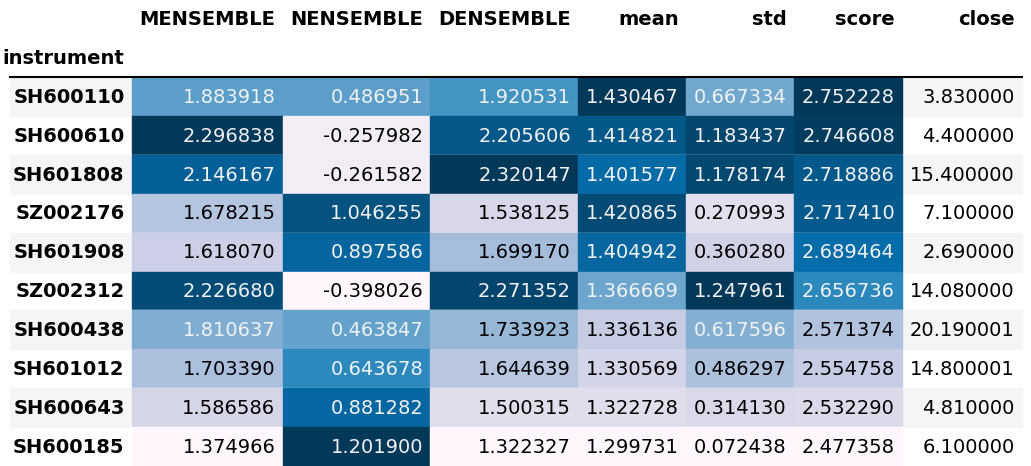 MENSEMBLE NENSEMBLE DENSEMBLE mean std score close
instrument
SH600110 1.883918 0.486951 1.920531 1.430467 0.667334 2.752228 3.830000
SH600610 2.296838 -0.257982 2.205606 1.414821 1.183437 2.746608 4.400000
SH601808 2.146167 -0.261582 2.320147 1.401577 1.178174 2.718886 15.400000
SZ002176 1.678215 1.046255 1.538125 1.420865 0.270993 2.717410 7.100000
SH601908 1.618070 0.897586 1.699170 1.404942 0.360280 2.689464 2.690000
SZ002312 2.226680 -0.398026 2.271352 1.366669 1.247961 2.656736 14.080000
SH600438 1.810637 0.463847 1.733923 1.336136 0.617596 2.571374 20.190001
SH601012 1.703390 0.643678 1.644639 1.330569 0.486297 2.554758 14.800001
SH600643 1.586586 0.881282 1.500315 1.322728 0.314130 2.532290 4.810000
SH600185 1.374966 1.201900 1.322327 1.299731 0.072438 2.477358 6.100000